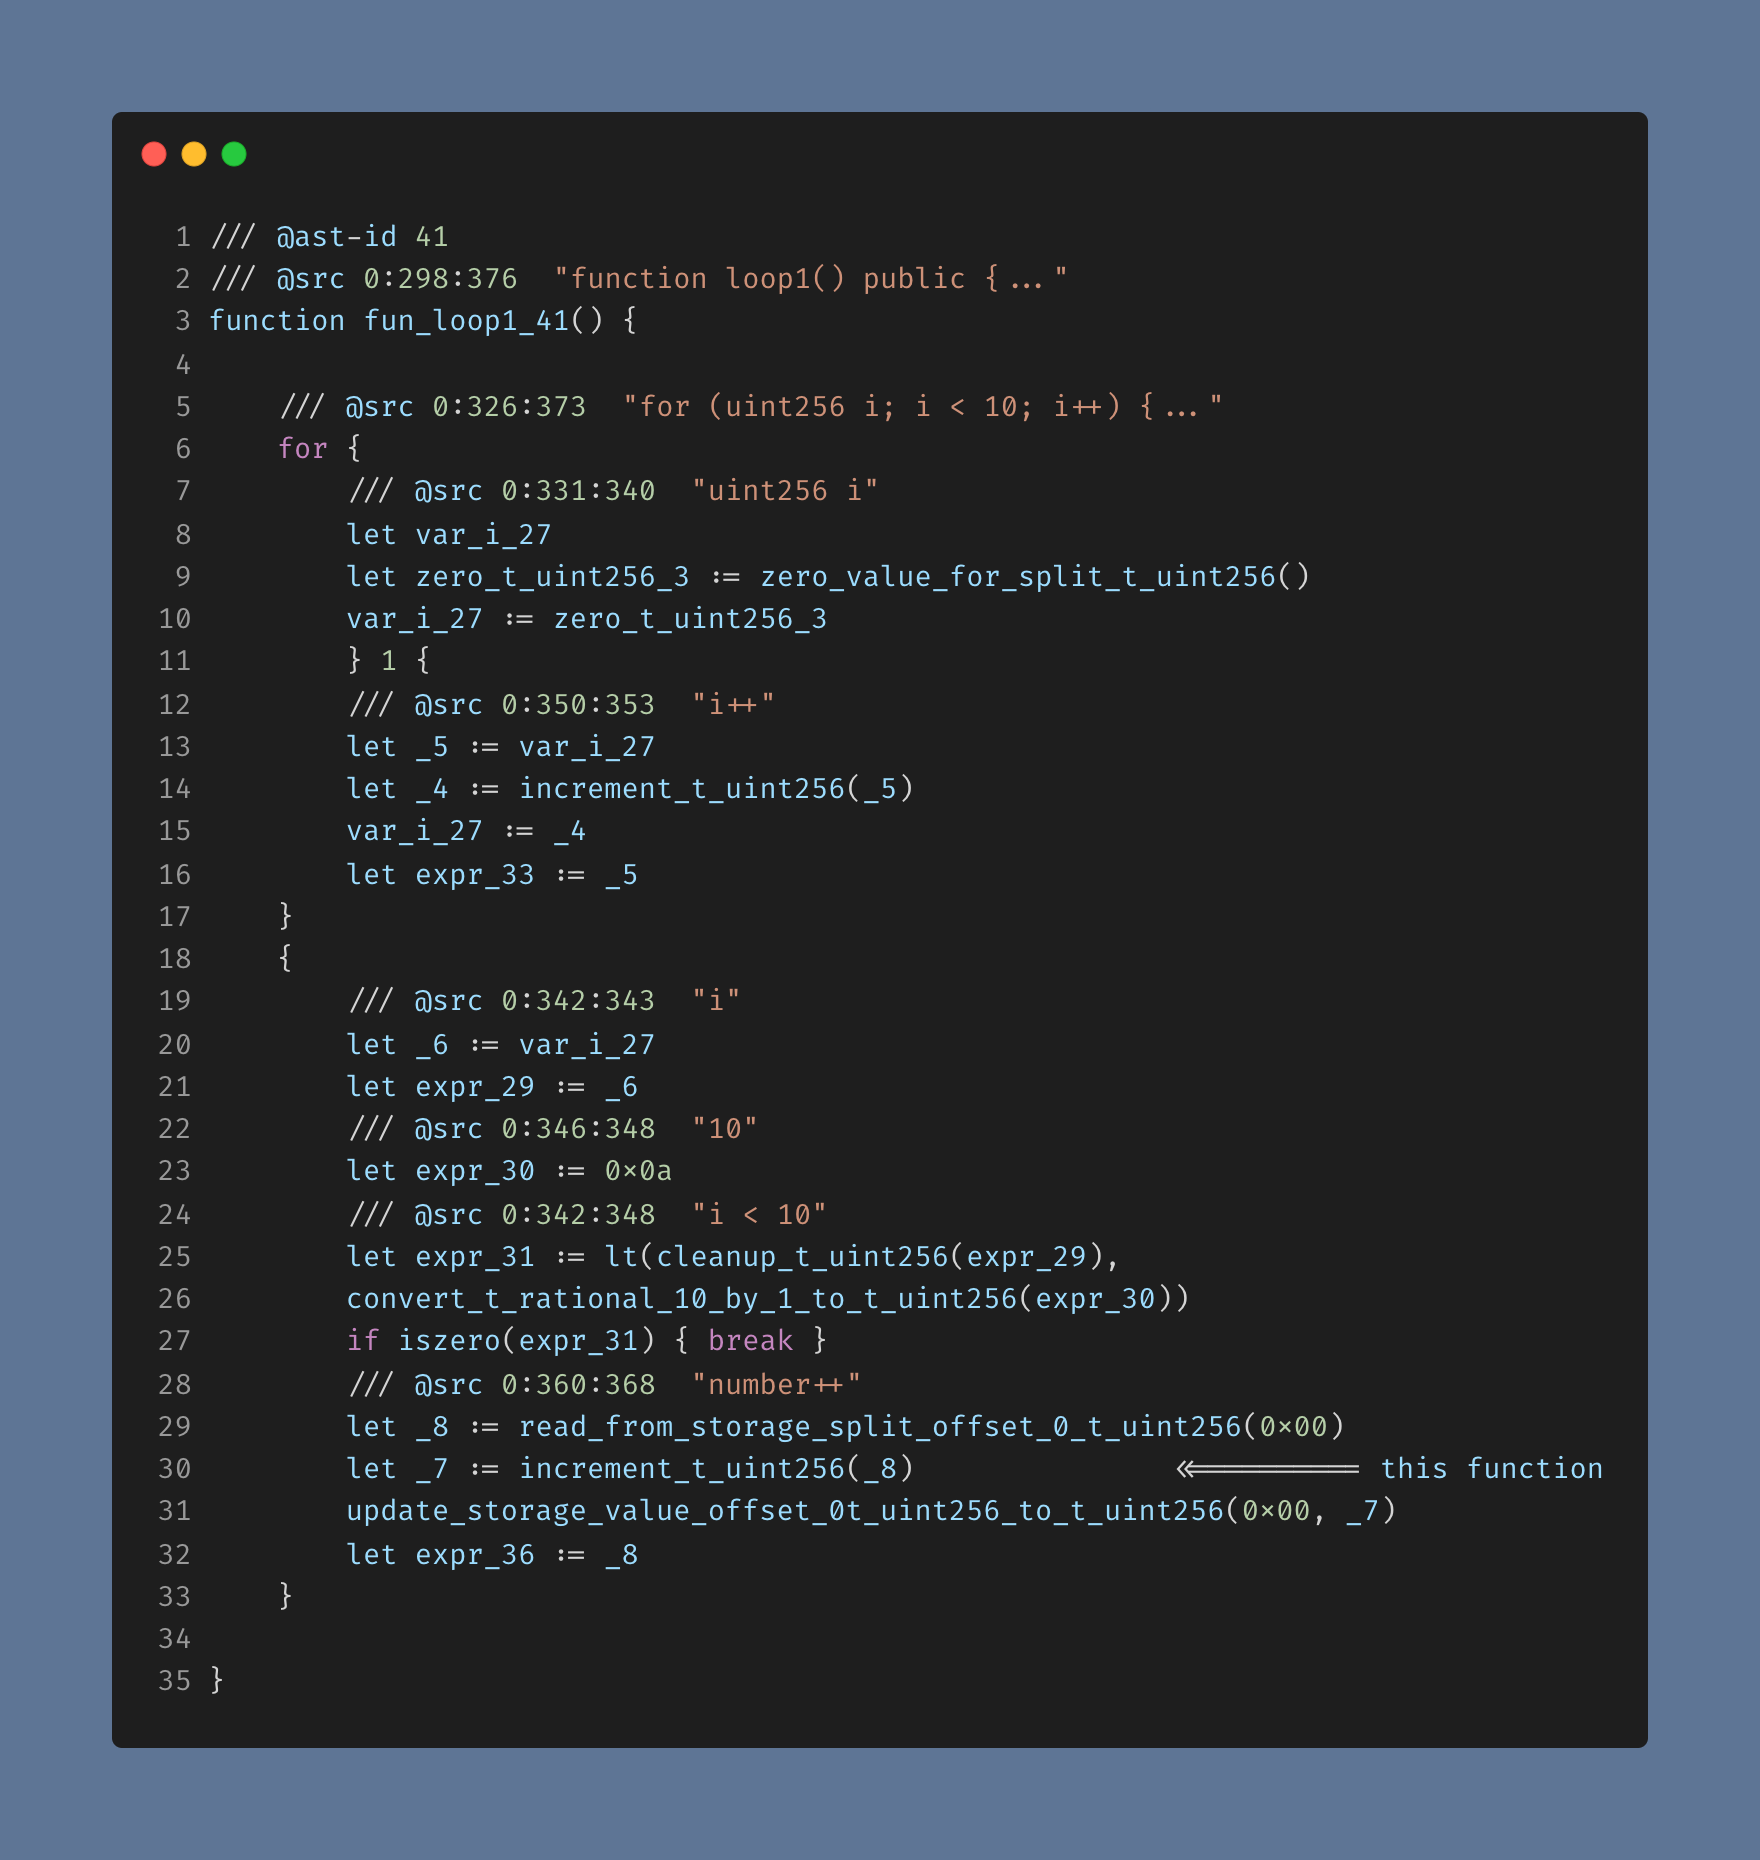 1 /// @ast-id 41
2 /// @src 0:298:376  "function loop1() public {..."
3 function fun_loop1_41() {
4
5     /// @src 0:326:373  "for (uint256 i; i < 10; i++) {..."
6     for {
7         /// @src 0:331:340  "uint256 i"
8         let var_i_27
9         let zero_t_uint256_3 := zero_value_for_split_t_uint256()
10         var_i_27 := zero_t_uint256_3
11         } 1 {
12         /// @src 0:350:353  "i++"
13         let _5 := var_i_27
14         let _4 := increment_t_uint256(_5)
15         var_i_27 := _4
16         let expr_33 := _5
17     }
18     {
19         /// @src 0:342:343  "i"
20         let _6 := var_i_27
21         let expr_29 := _6
22         /// @src 0:346:348  "10"
23         let expr_30 := 0x0a
24         /// @src 0:342:348  "i < 10"
25         let expr_31 := lt(cleanup_t_uint256(expr_29),
26         convert_t_rational_10_by_1_to_t_uint256(expr_30))
27         if iszero(expr_31) { break }
28         /// @src 0:360:368  "number++"
29         let _8 := read_from_storage_split_offset_0_t_uint256(0x00)
30         let _7 := increment_t_uint256(_8)               <<========== this function
31         update_storage_value_offset_0t_uint256_to_t_uint256(0x00, _7)
32         let expr_36 := _8
33     }
34
35 }